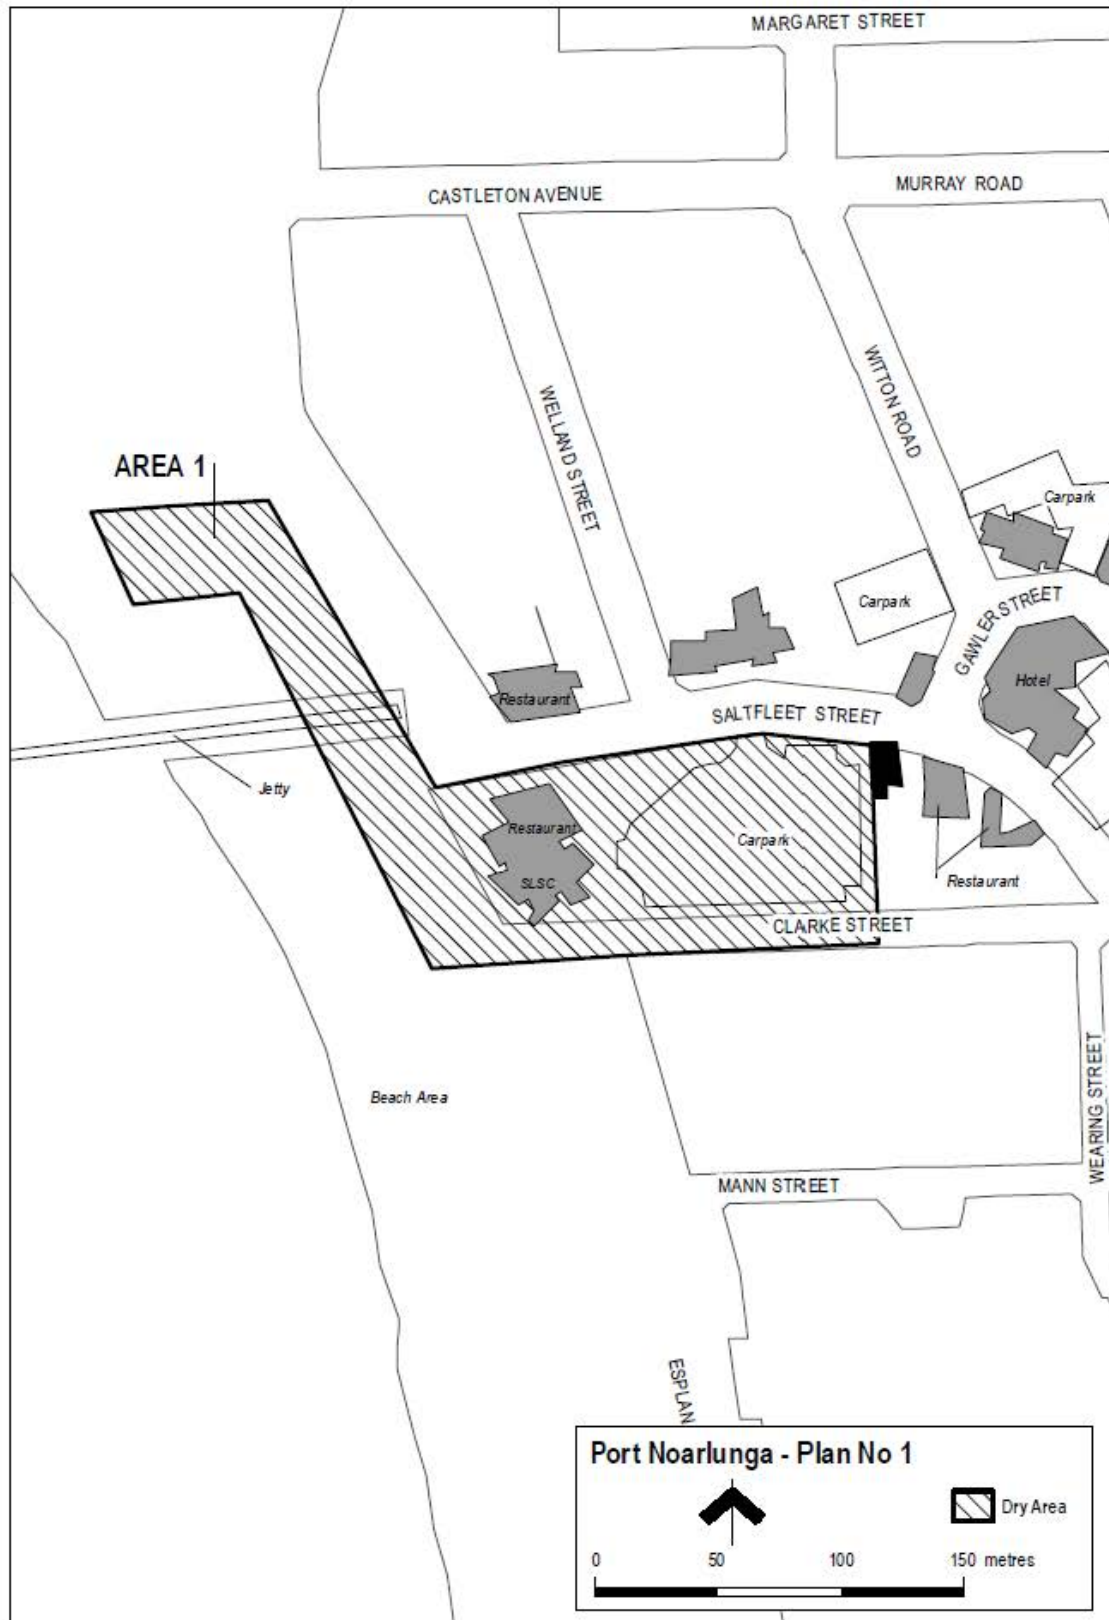 MARGARET STREET
MURRAY ROAD
CASTLETON AVENUE
WITTON ROAD
WELLAND STREET
AREA 1
Carpark
Carpark
GAWLER STREET
Hotel
Restaurant
SALTFLEET STREET
Jetty
Restaurant
Carpark
SLSC
Restaurant
CLARKE STREET
WEARING STREET
Beach Area
MANN STREET
ESPLAN
Port Noarlunga - Plan No 1
Dry Area
0 50 100 150 metres